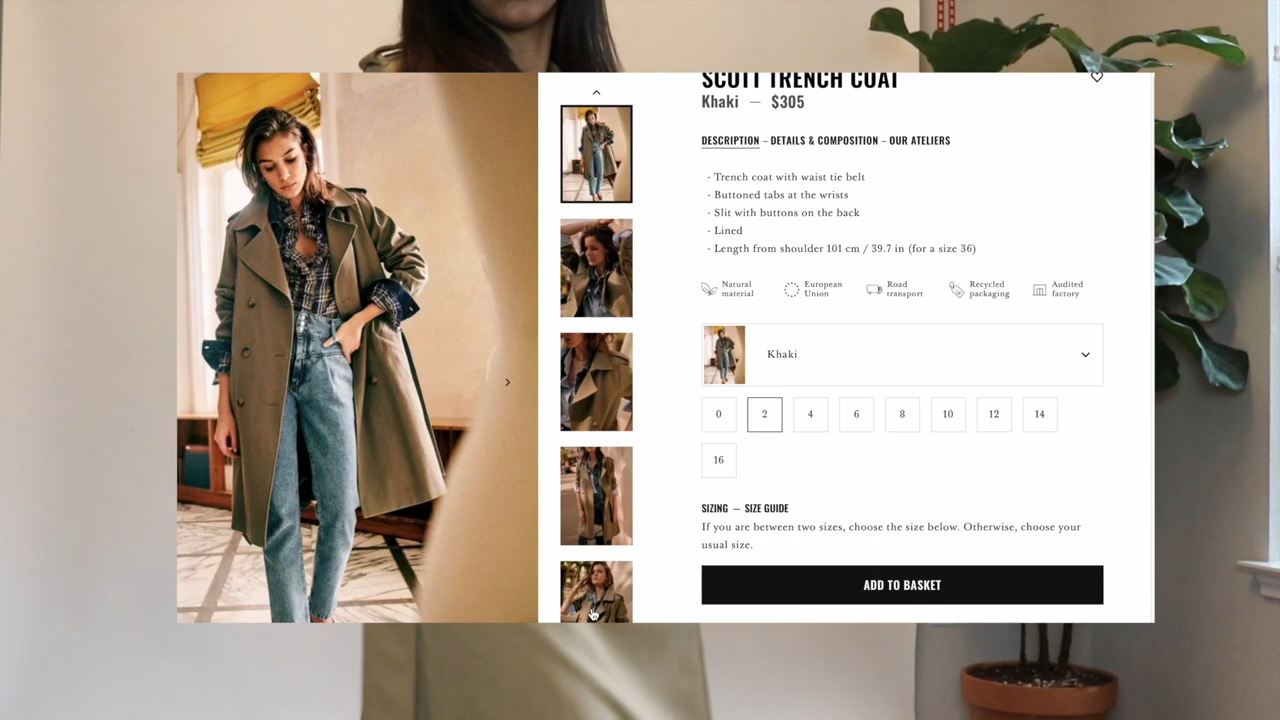 SCOTT TRENCH COAT
Khaki — $305
DESCRIPTION – DETAILS & COMPOSITION – OUR ATELIERS
- Trench coat with waist tie belt
- Buttoned tabs at the wrists
- Slit with buttons on the back
- Lined
- Length from shoulder 101 cm / 39.7 in (for a size 36)
Natural
material
European
Union
Road
transport
Recycled
packaging
Audited
factory
Khaki
0 2 4 6 8 10 12 14
16
SIZING — SIZE GUIDE
If you are between two sizes, choose the size below. Otherwise, choose your
usual size.
ADD TO BASKET